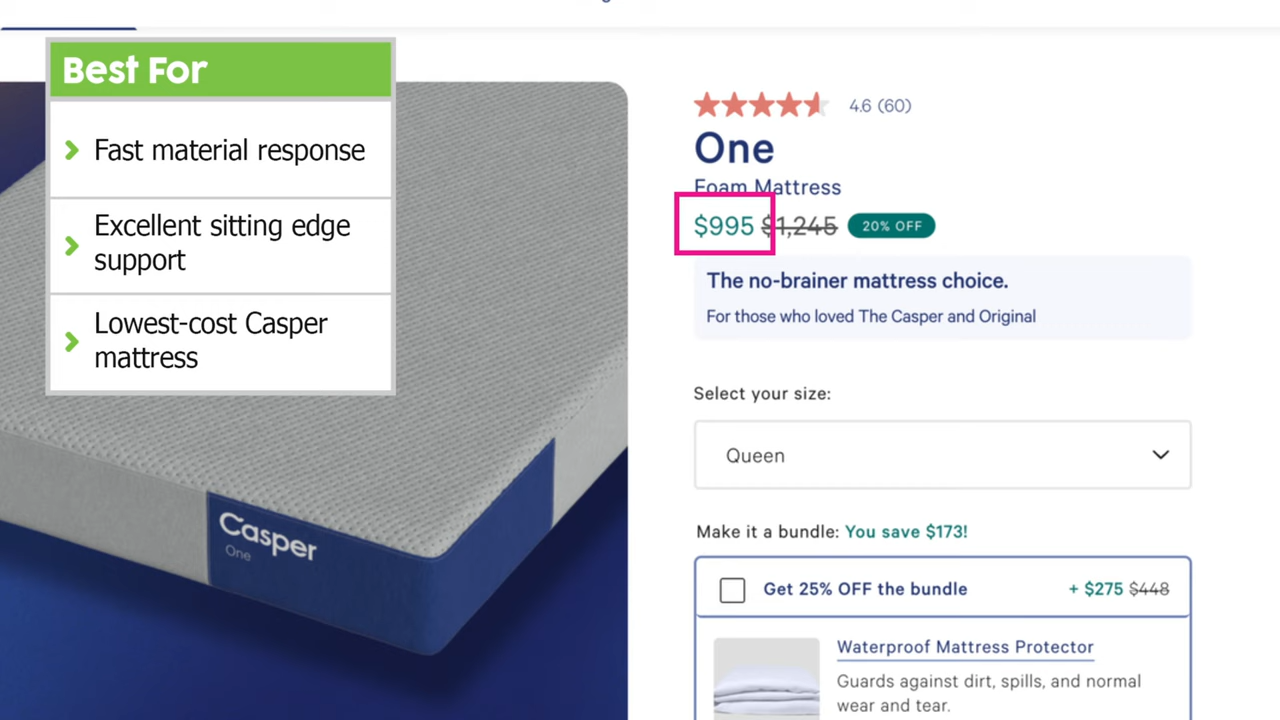 Best For
Fast material response
Excellent sitting edge
support
Lowest-cost Casper
mattress
Casper
One
4.6 (60)
One
Foam Mattress
$995 $1,245 20% OFF
The no-brainer mattress choice.
For those who loved The Casper and Original
Select your size:
Queen
Make it a bundle: You save $173!
Get 25% OFF the bundle + $275 $448
Waterproof Mattress Protector
Guards against dirt, spills, and normal
wear and tear.